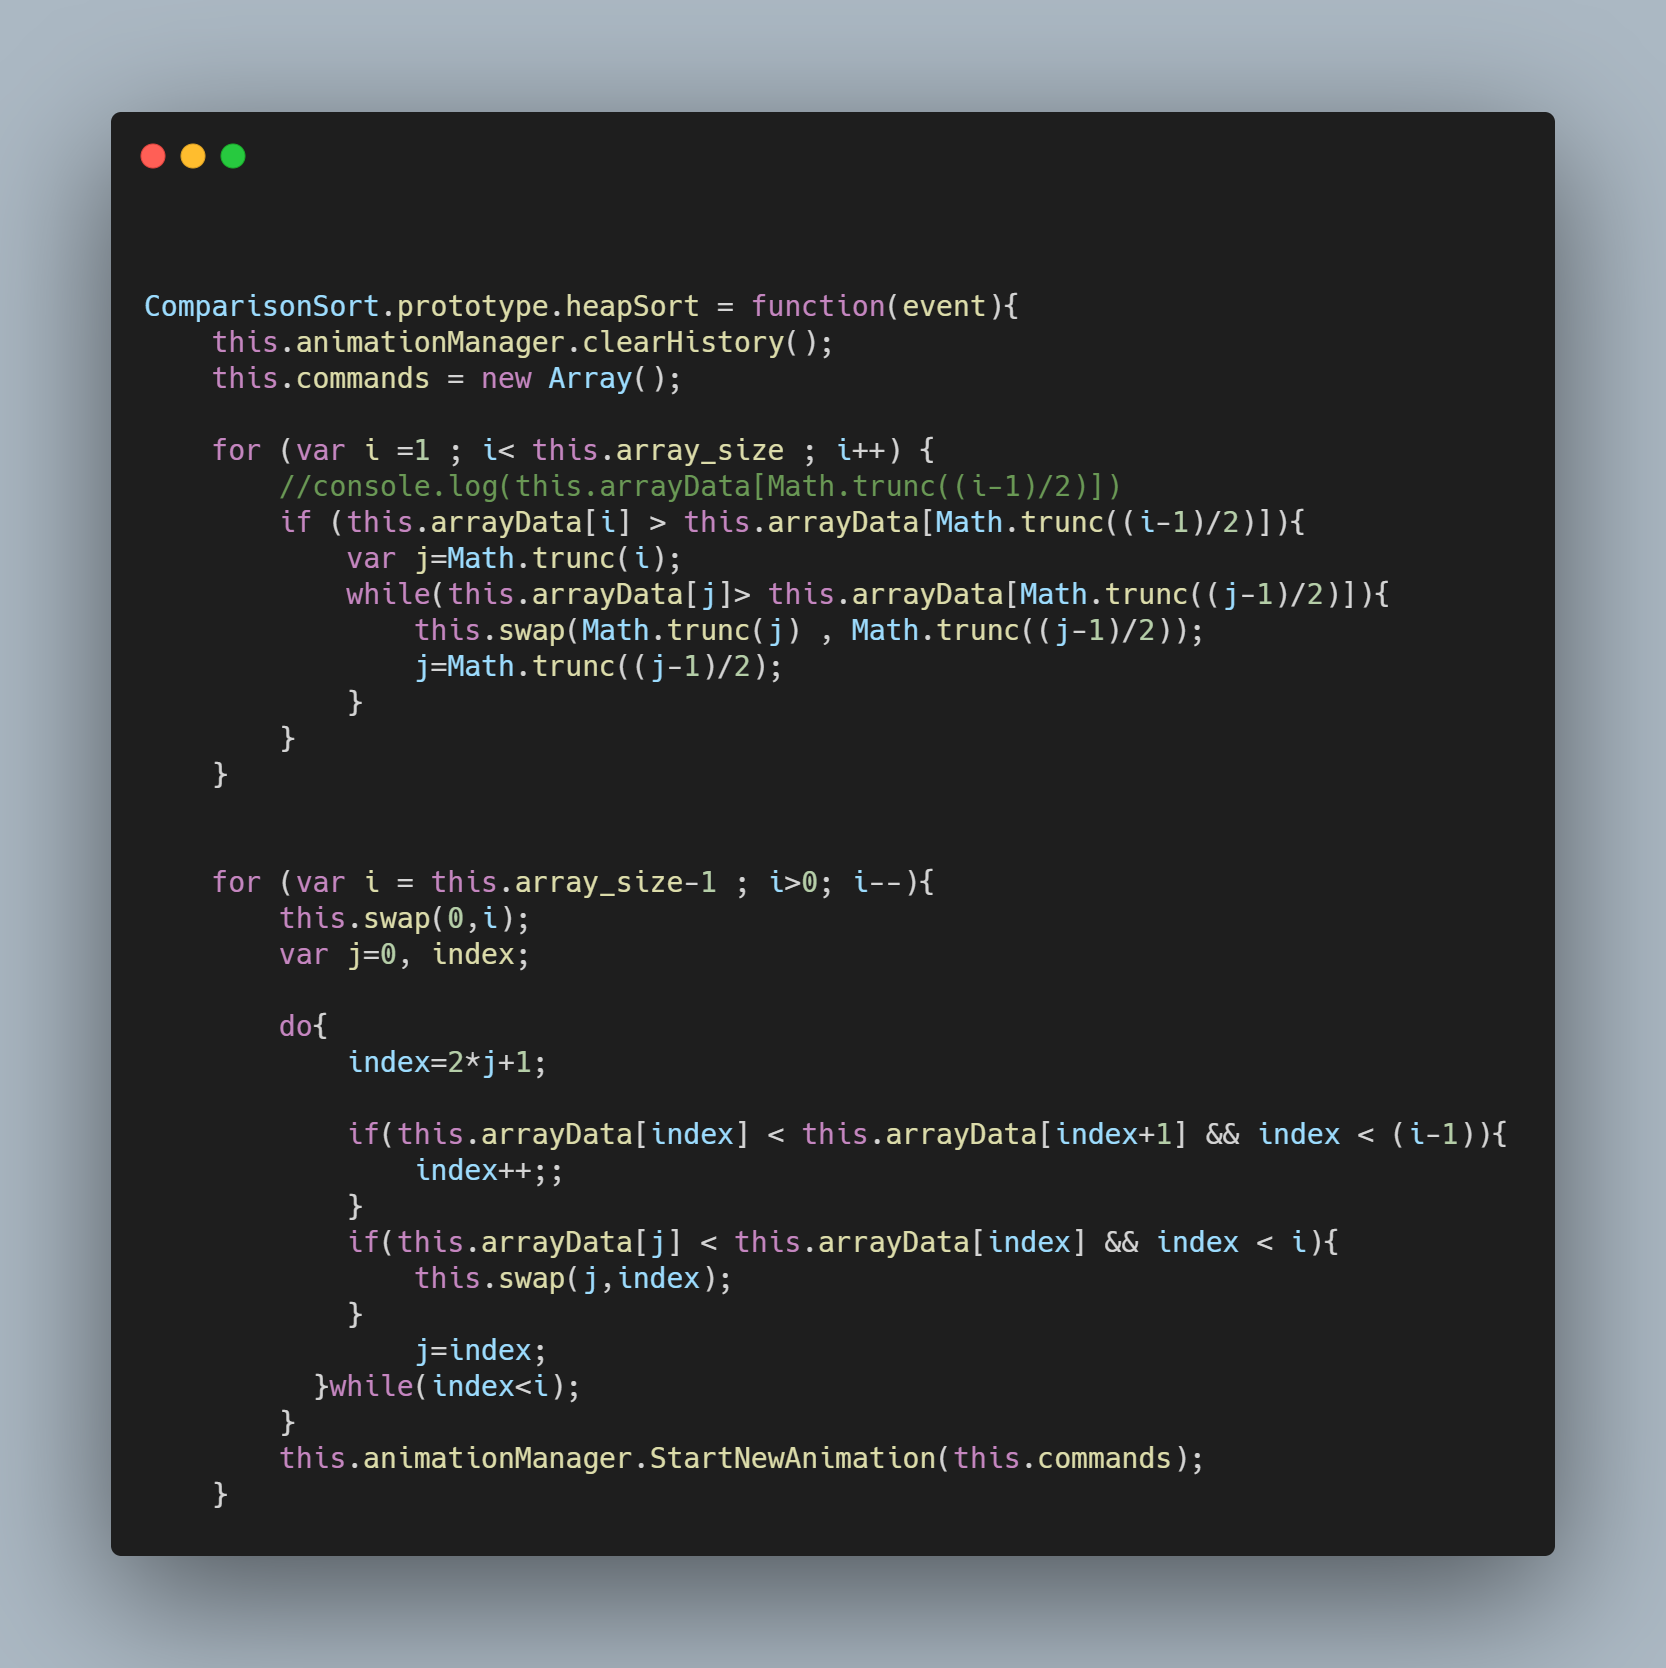 ComparisonSort.prototype.heapSort = function(event){
    this.animationManager.clearHistory();
    this.commands = new Array();

    for (var i =1 ; i< this.array_size ; i++) {
        //console.log(this.arrayData[Math.trunc((i-1)/2)])
        if (this.arrayData[i] > this.arrayData[Math.trunc((i-1)/2)]){
            var j=Math.trunc(i);
            while(this.arrayData[j]> this.arrayData[Math.trunc((j-1)/2)]){
                this.swap(Math.trunc(j) , Math.trunc((j-1)/2));
                j=Math.trunc((j-1)/2);
            }
        }
    }


    for (var i = this.array_size-1 ; i>0; i--){
        this.swap(0,i);
        var j=0, index;

        do{
            index=2*j+1;

            if(this.arrayData[index] < this.arrayData[index+1] && index < (i-1)){
                index++;;
            }
            if(this.arrayData[j] < this.arrayData[index] && index < i){
                this.swap(j,index);
            }
                j=index;
          }while(index<i);
        }
        this.animationManager.StartNewAnimation(this.commands);
    }